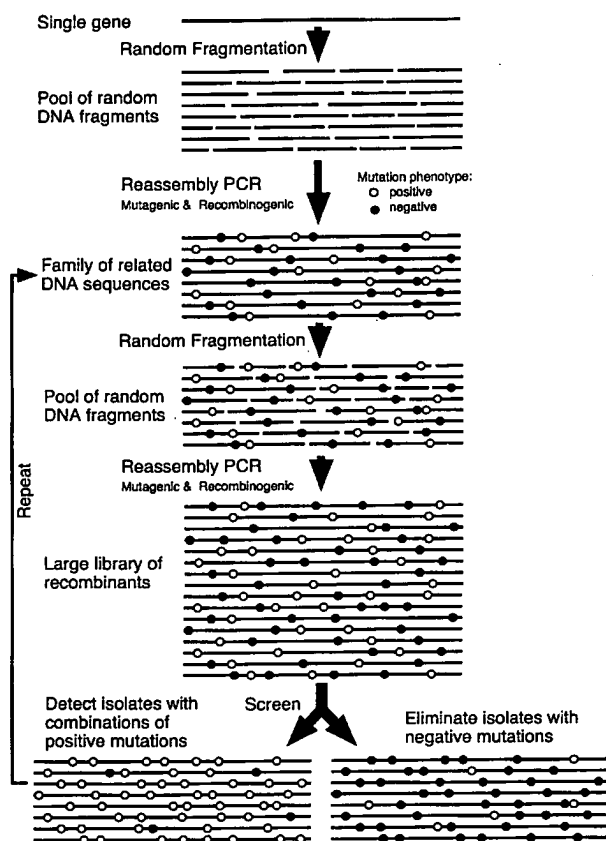 Single gene
Random Fragmentation
Pool of random
DNA fragments
Reassembly PCR
Mutagenic & Recombinogenic
Mutation phenotype:
positive
negative
Family of related
DNA sequences
Random Fragmentation
Pool of random
DNA fragments
Reassembly PCR
Mutagenic & Recombinogenic
Repeat
Large library of
recombinants
Screen
Detect isolates with
combinations of
positive mutations
Eliminate isolates with
negative mutations